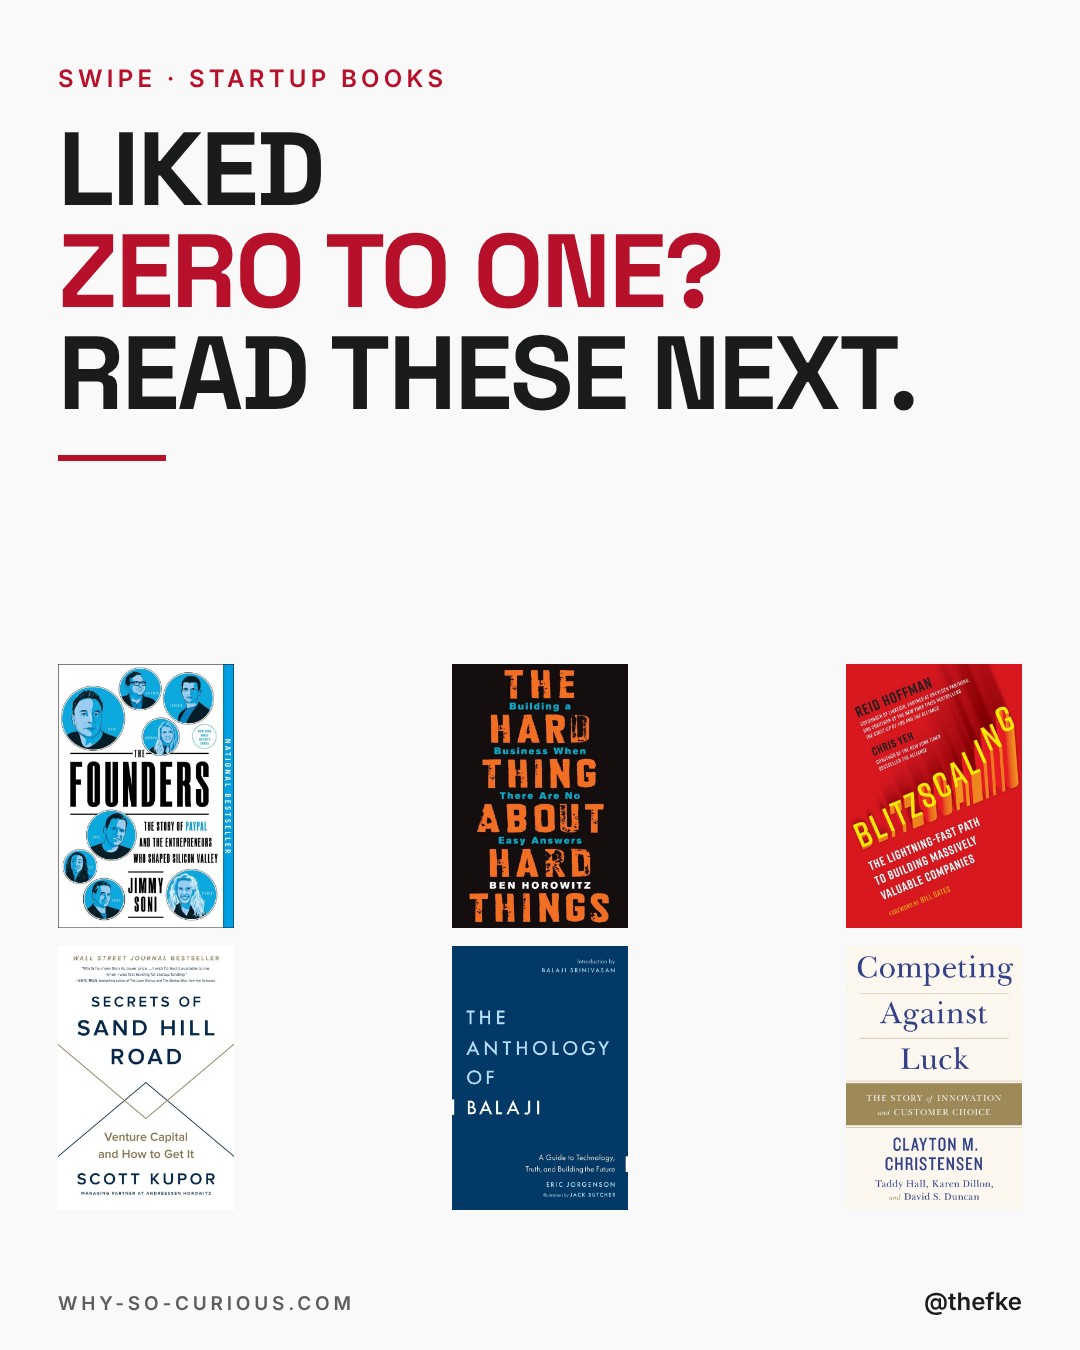 SWIPE · STARTUP BOOKS
LIKED
ZERO TO ONE?
READ THESE NEXT.
THE
FOUNDERS
THE STORY OF PAYPAL
AND THE ENTREPRENEURS
WHO SHAPED SILICON VALLEY
JIMMY
SONI
NATIONAL BESTSELLER
THE
Building a
HARD
Business When
THING
There Are No
ABOUT
Easy Answers
HARD
BEN HOROWITZ
THINGS
REID HOFFMAN
CHRIS YEH
BLITZSCALING
THE LIGHTNING-FAST PATH
TO BUILDING MASSIVELY
VALUABLE COMPANIES
FOREWORD BY BILL GATES
WALL STREET JOURNAL BESTSELLER
SECRETS OF
SAND HILL
ROAD
Venture Capital
and How to Get It
SCOTT KUPOR
MANAGING PARTNER AT ANDREESSEN HOROWITZ
Introduction by
BALAJI SRINIVASAN
THE
ANTHOLOGY
OF
BALAJI
A Guide to Technology,
Truth, and Building the Future
ERIC JORGENSON
Illustrations by JACK BUTCHER
Competing
Against
Luck
THE STORY of INNOVATION
and CUSTOMER CHOICE
CLAYTON M.
CHRISTENSEN
Taddy Hall, Karen Dillon,
and David S. Duncan
WHY-SO-CURIOUS.COM
@thefke